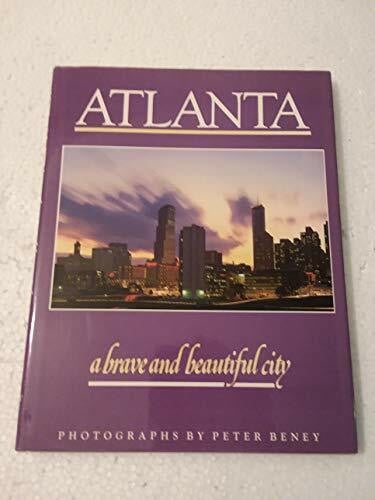 ATLANTA
a brave and beautiful city
PHOTOGRAPHS BY PETER BENEY